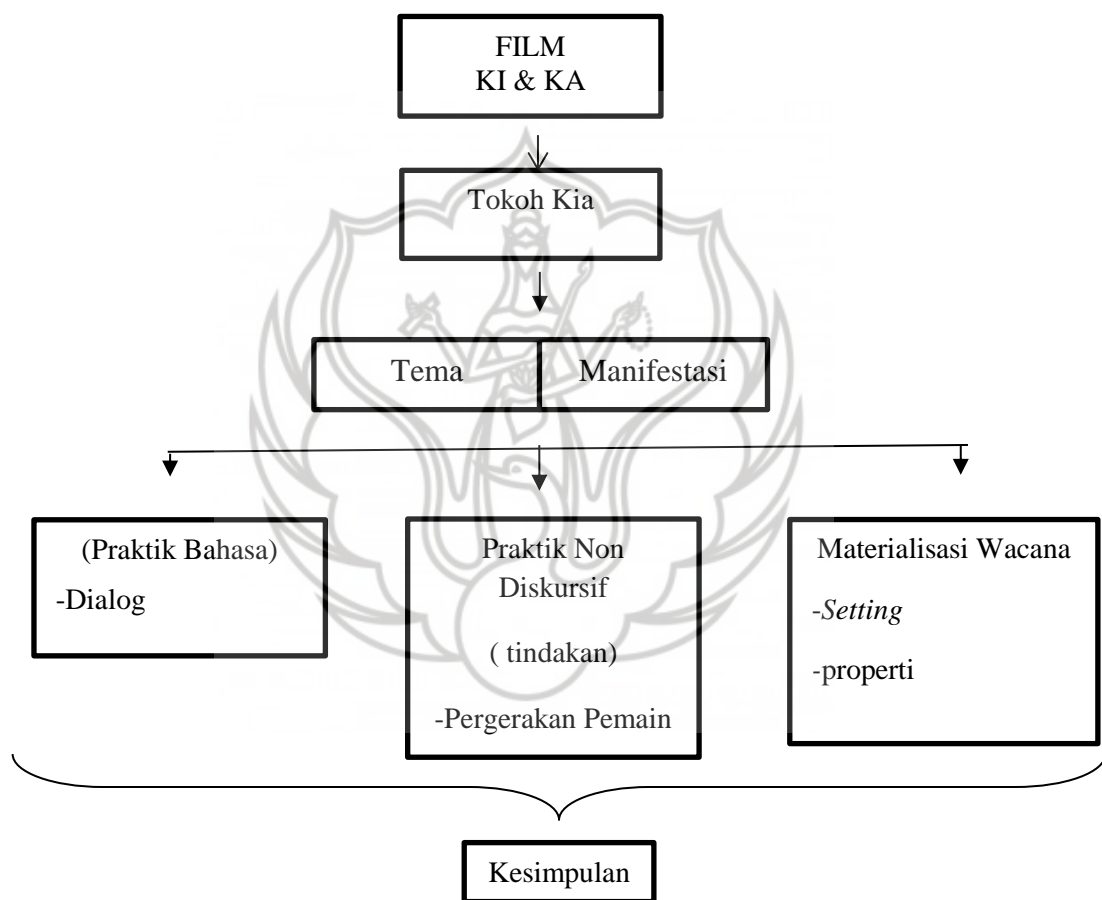 FILM
KI & KA
Tokoh Kia
Tema
Manifestasi
(Praktik Bahasa)
-Dialog
Praktik Non
Diskursif
( tindakan)
-Pergerakan Pemain
Materialisasi Wacana
-Setting
-properti
Kesimpulan